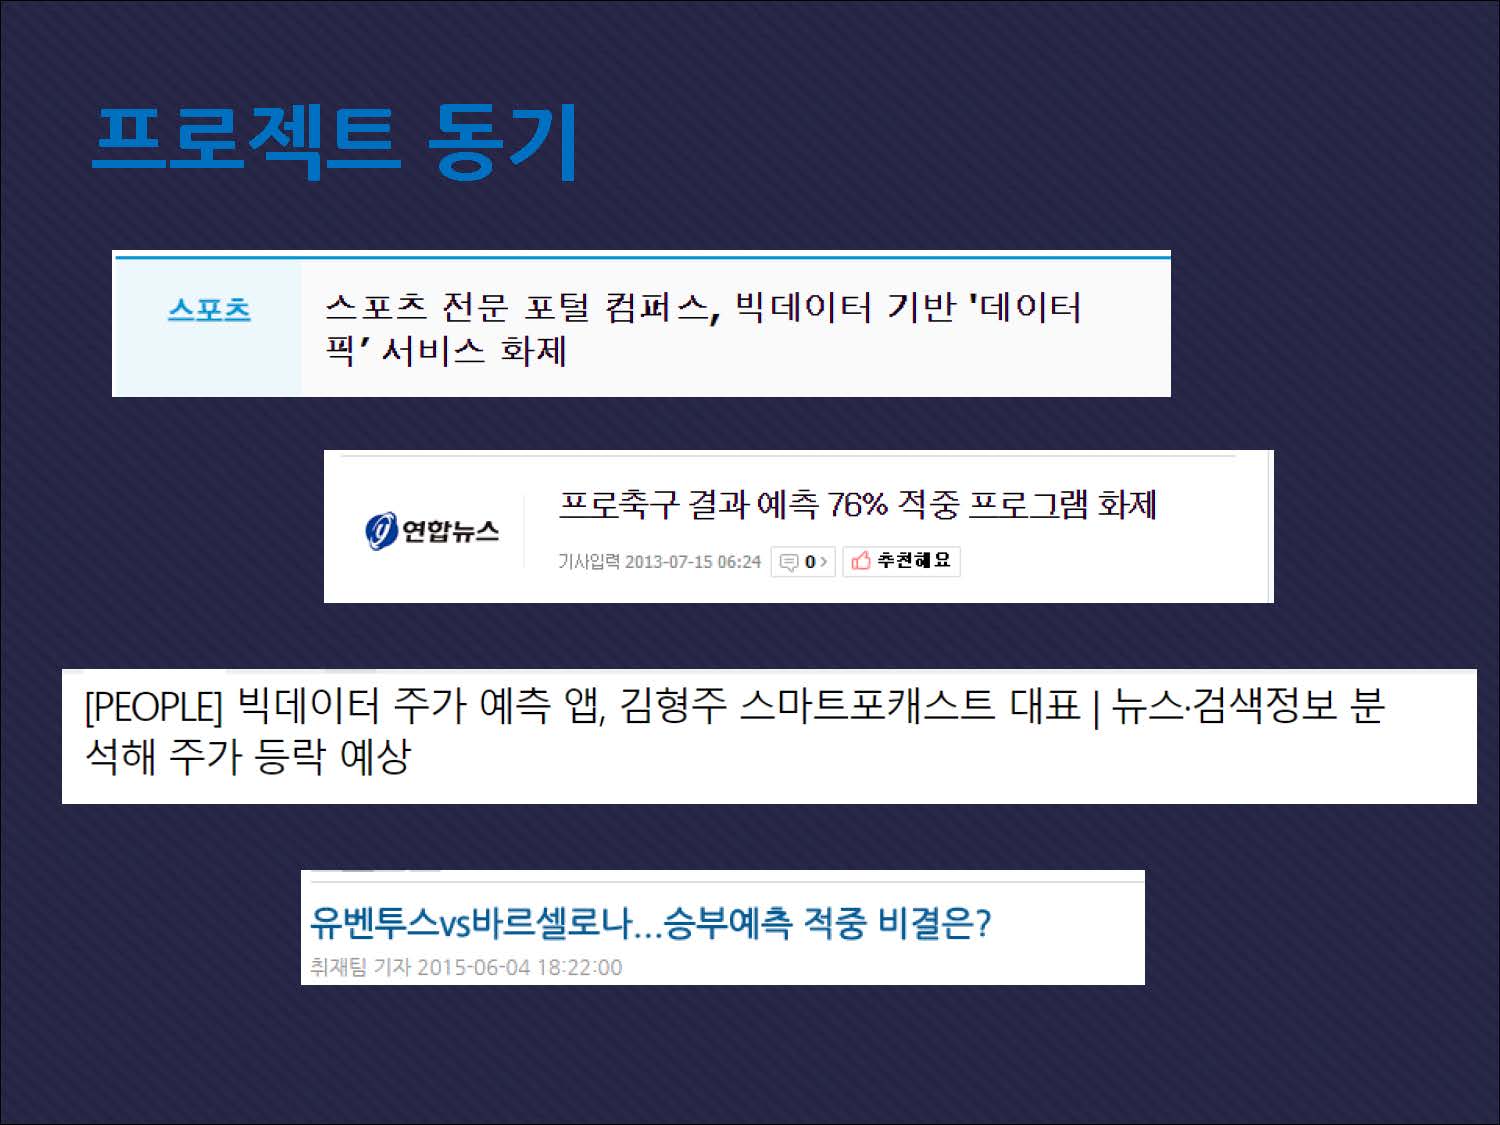 프로젝트 동기
스포츠
스포츠 전문 포털 컴퍼스, 빅데이터 기반 '데이터
픽' 서비스 화제
연합뉴스
프로축구 결과 예측 76% 적중 프로그램 화제
기사입력 2013-07-15 06:24 0 추천해요
[PEOPLE] 빅데이터 주가 예측 앱, 김형주 스마트포캐스트 대표 | 뉴스·검색정보 분
석해 주가 등락 예상
유벤투스vs바르셀로나...승부예측 적중 비결은?
취재팀 기자 2015-06-04 18:22:00